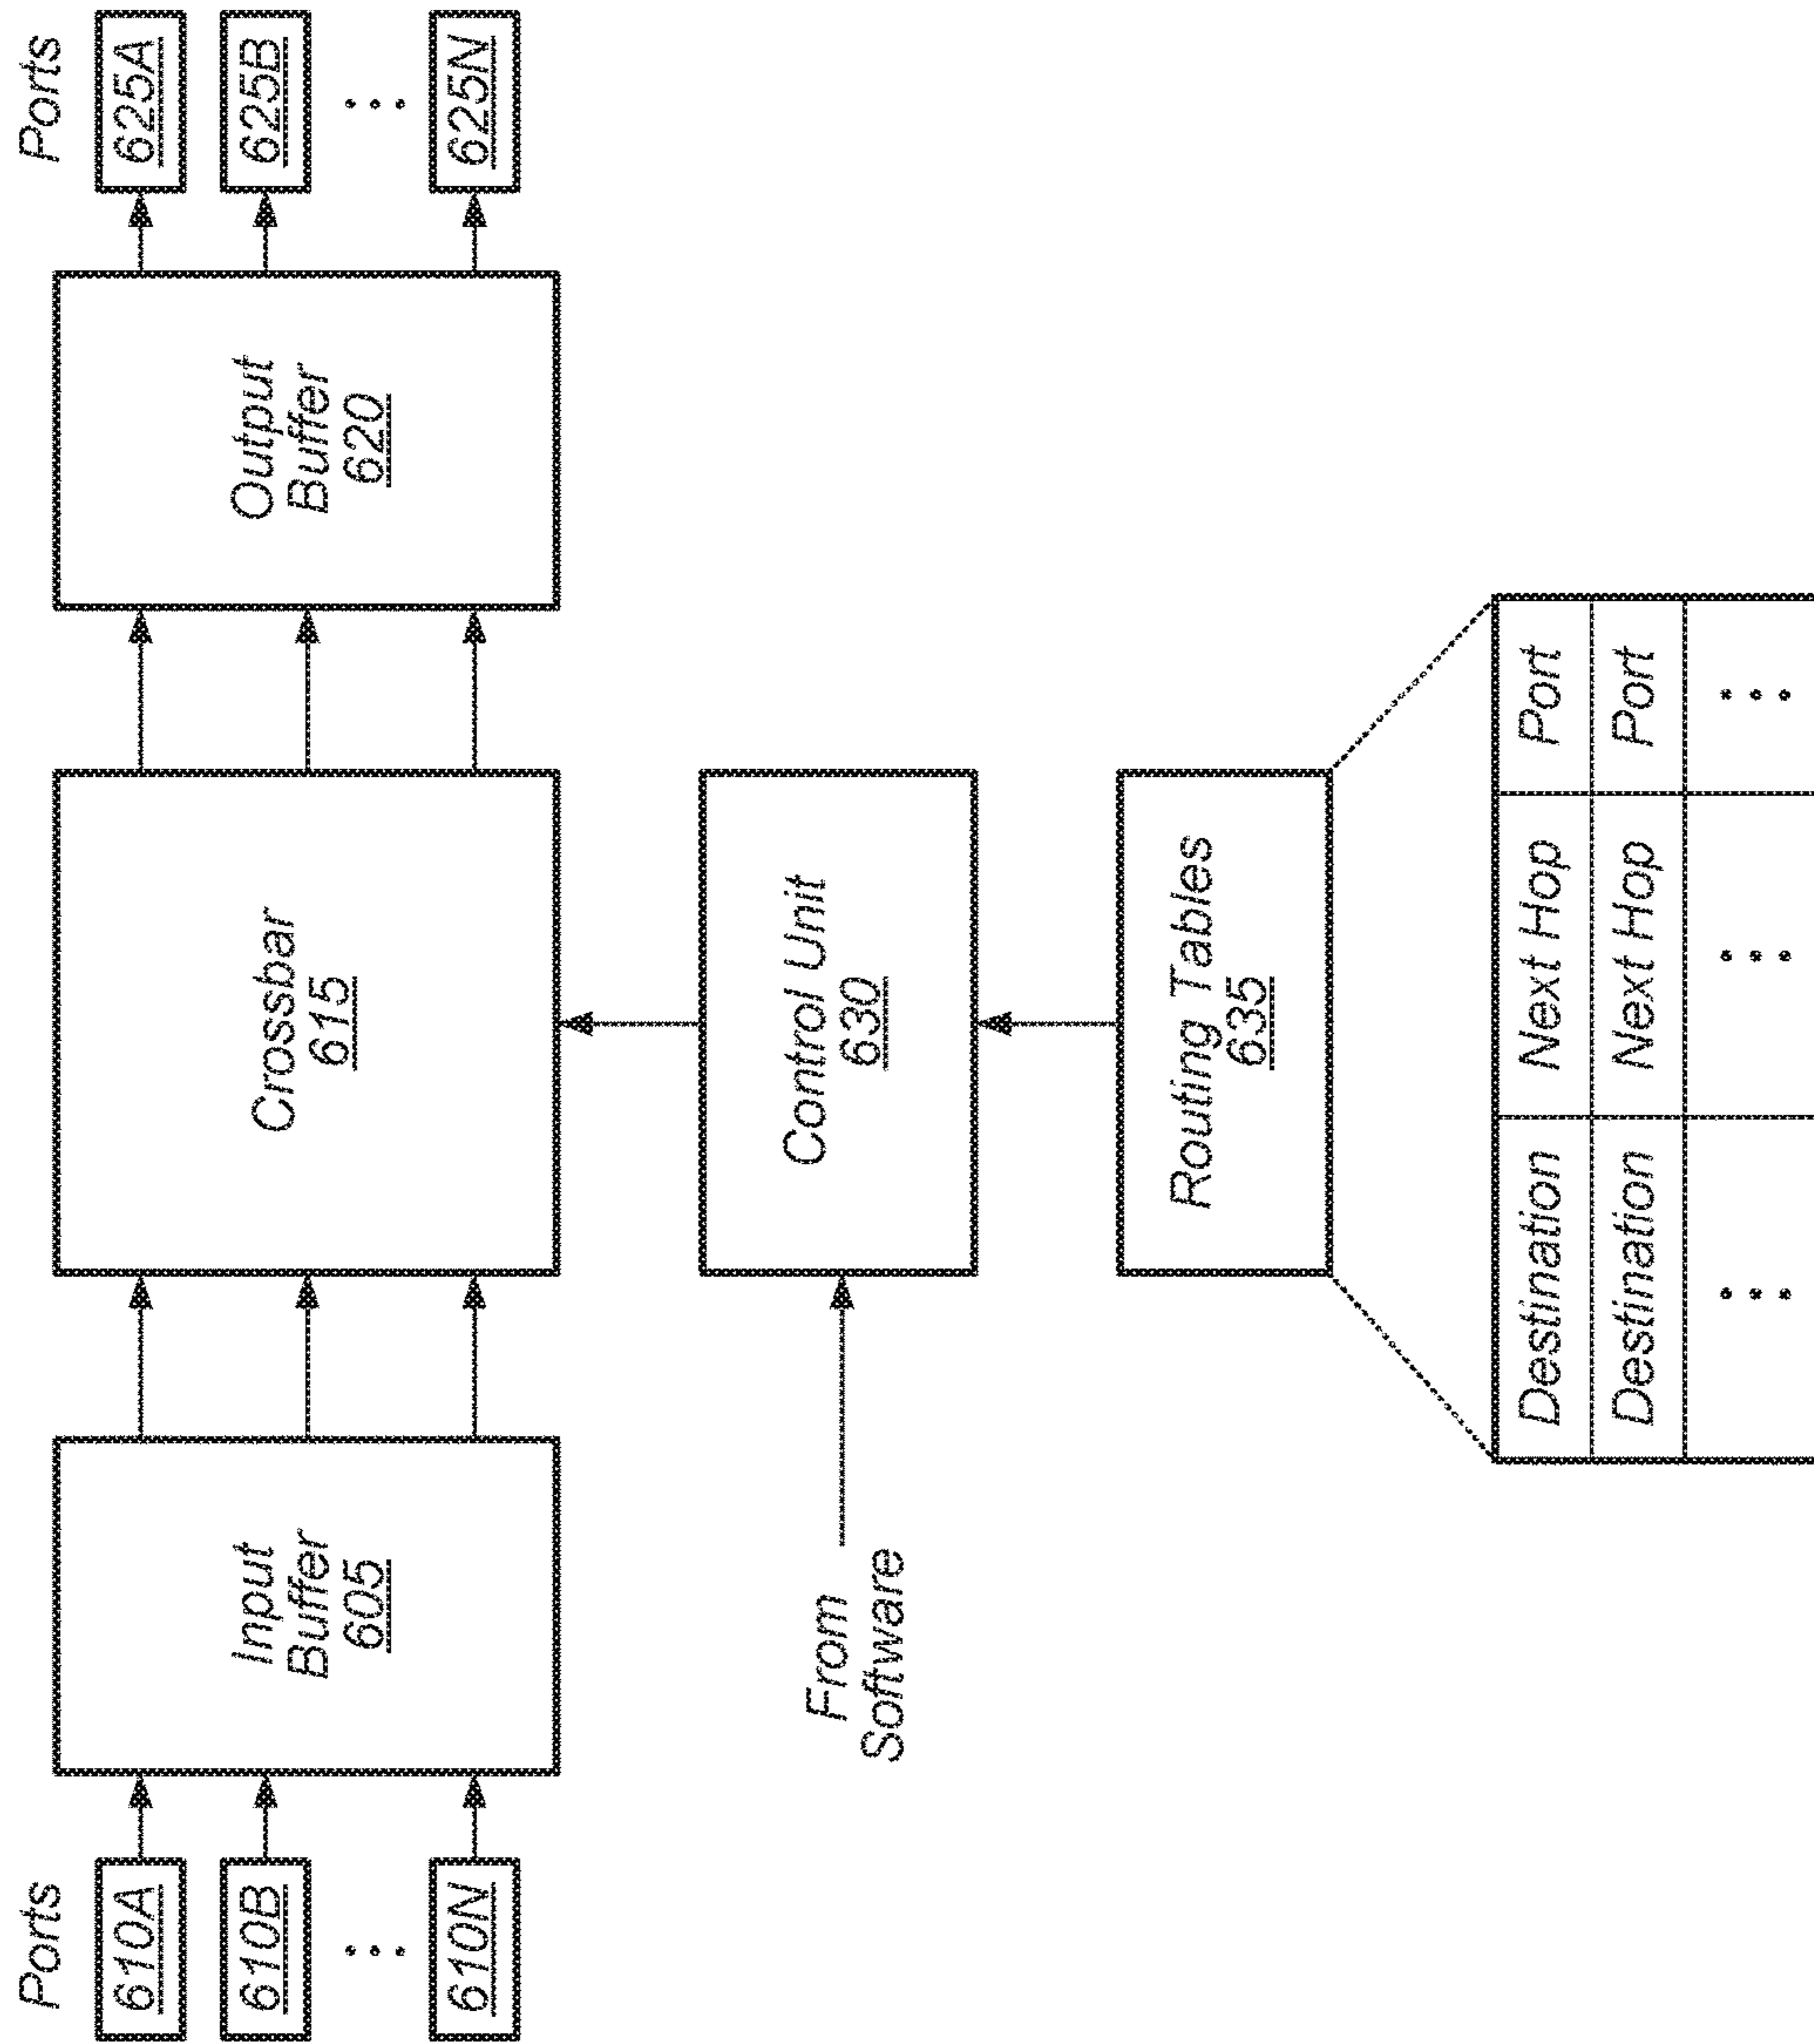 Ports
Ports
610A
610B
610N
Input
Buffer
605
Crossbar
615
Output
Buffer
620
625A
625B
625N
From
Software
Control Unit
630
Routing Tables
635
Destination Next Hop Port
Destination Next Hop Port